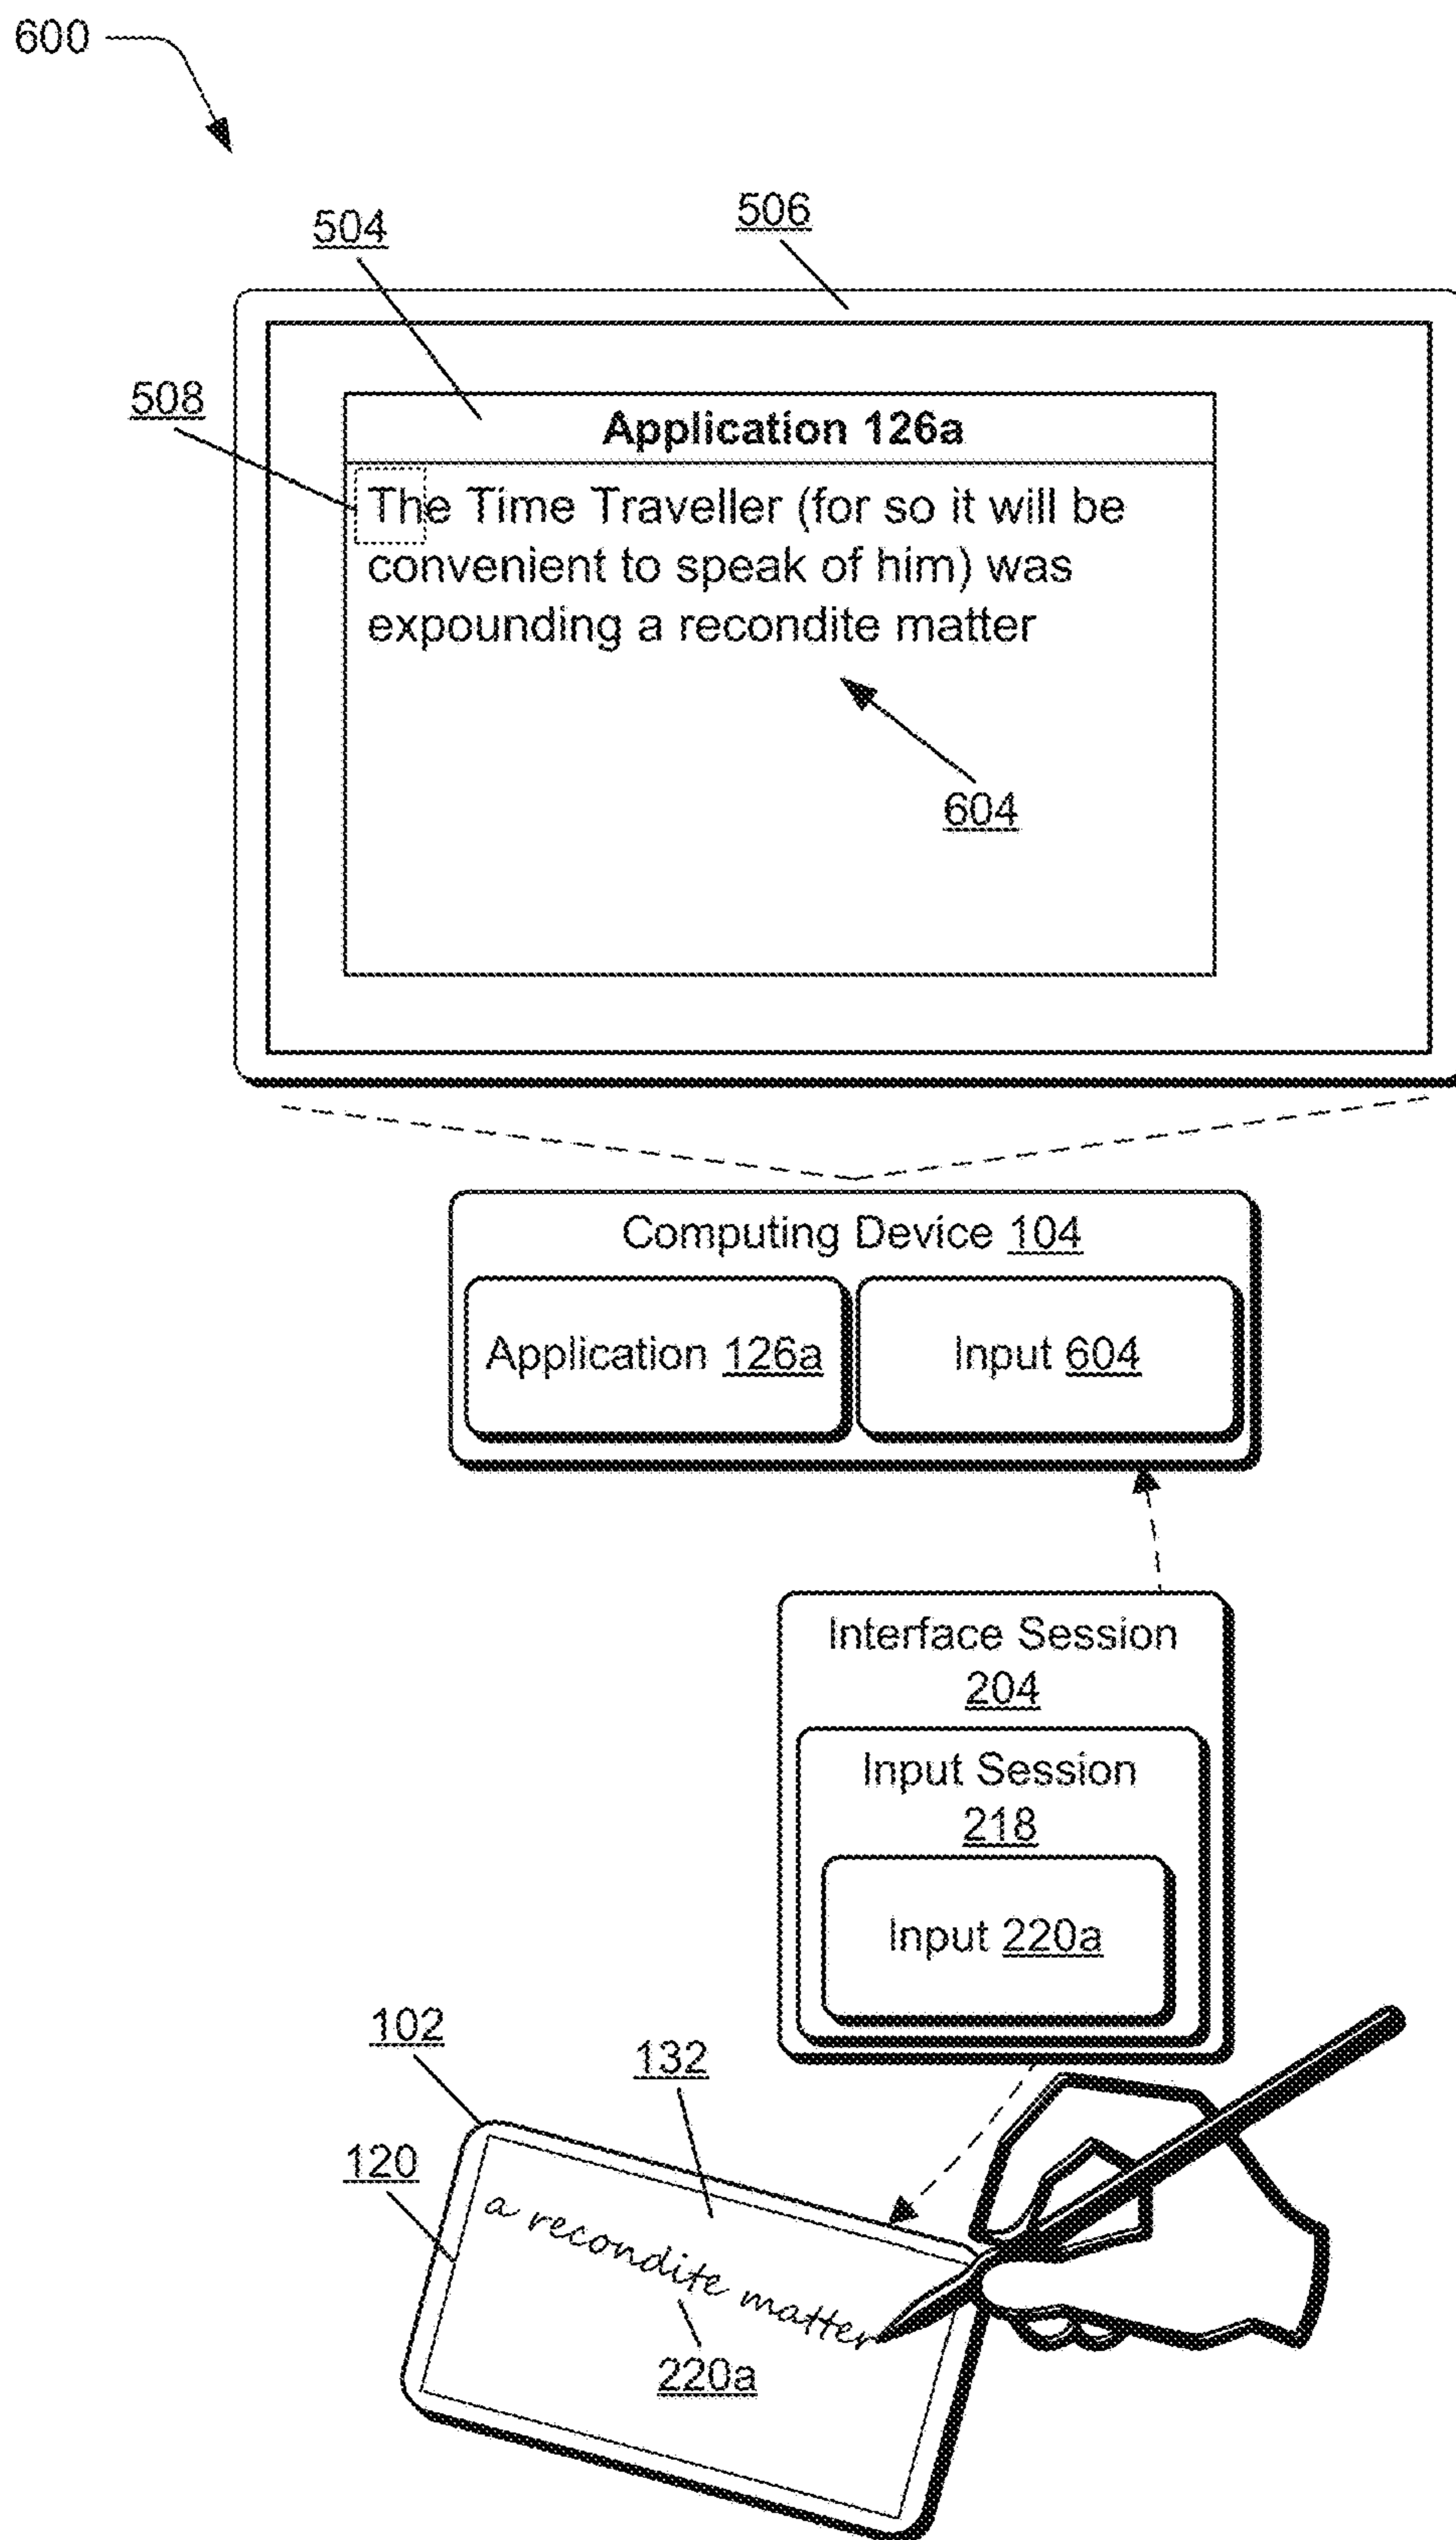 600
504
506
508
Application 126a
The Time Traveller (for so it will be
convenient to speak of him) was
expounding a recondite matter
604
Computing Device 104
Application 126a
Input 604
Interface Session
204
Input Session
218
Input 220a
102
132
120
a recondite matter
220a